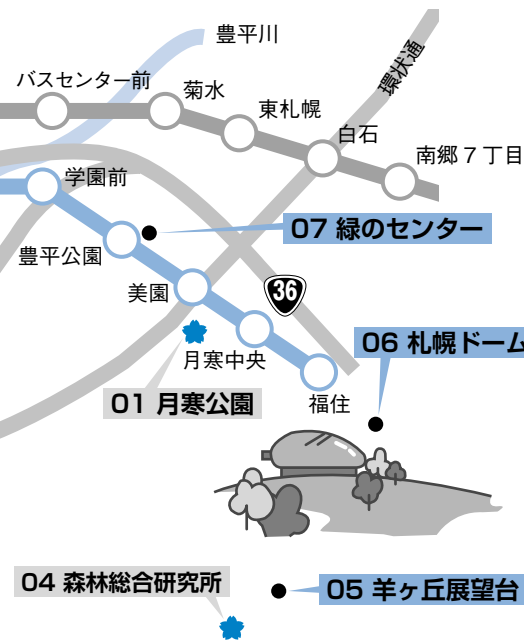 豊平川
環状通
バスセンター前
菊水
東札幌
白石
南郷7丁目
学園前
07 緑のセンター
豊平公園
美園
36
06 札幌ドーム
月寒中央
01 月寒公園
福住
04 森林総合研究所
05 羊ヶ丘展望台